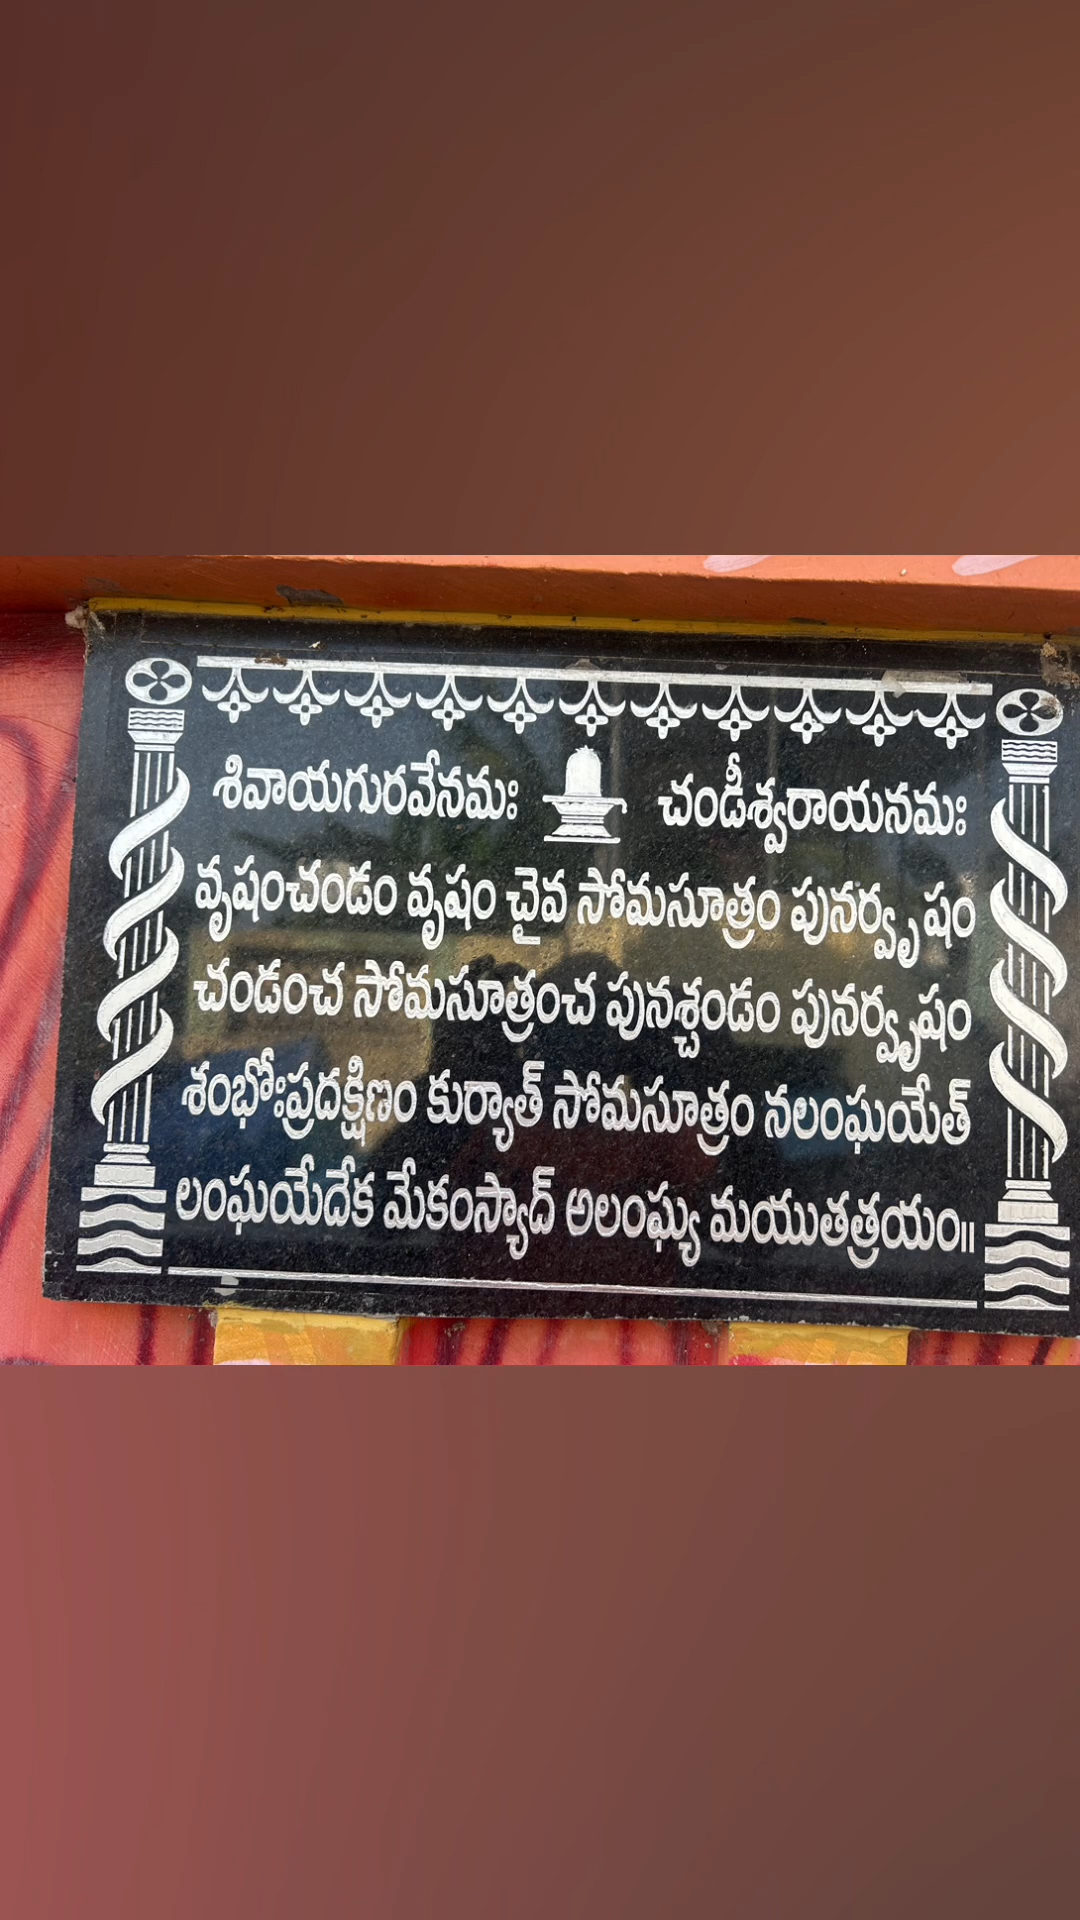 శివాయగురవేనమః చండీశ్వరాయనమః
వృషంచండం వృషం చైవ సోమసూత్రం పునర్వృషం
చండంచ సోమసూత్రంచ పునశ్చండం పునర్వృషం
శంభోఃప్రదక్షిణం కుర్యాత్ సోమసూత్రం నలంఘయేత్
లంఘయేదేక మేకంస్యాద్ అలంఘ్య మయుతత్రయం॥